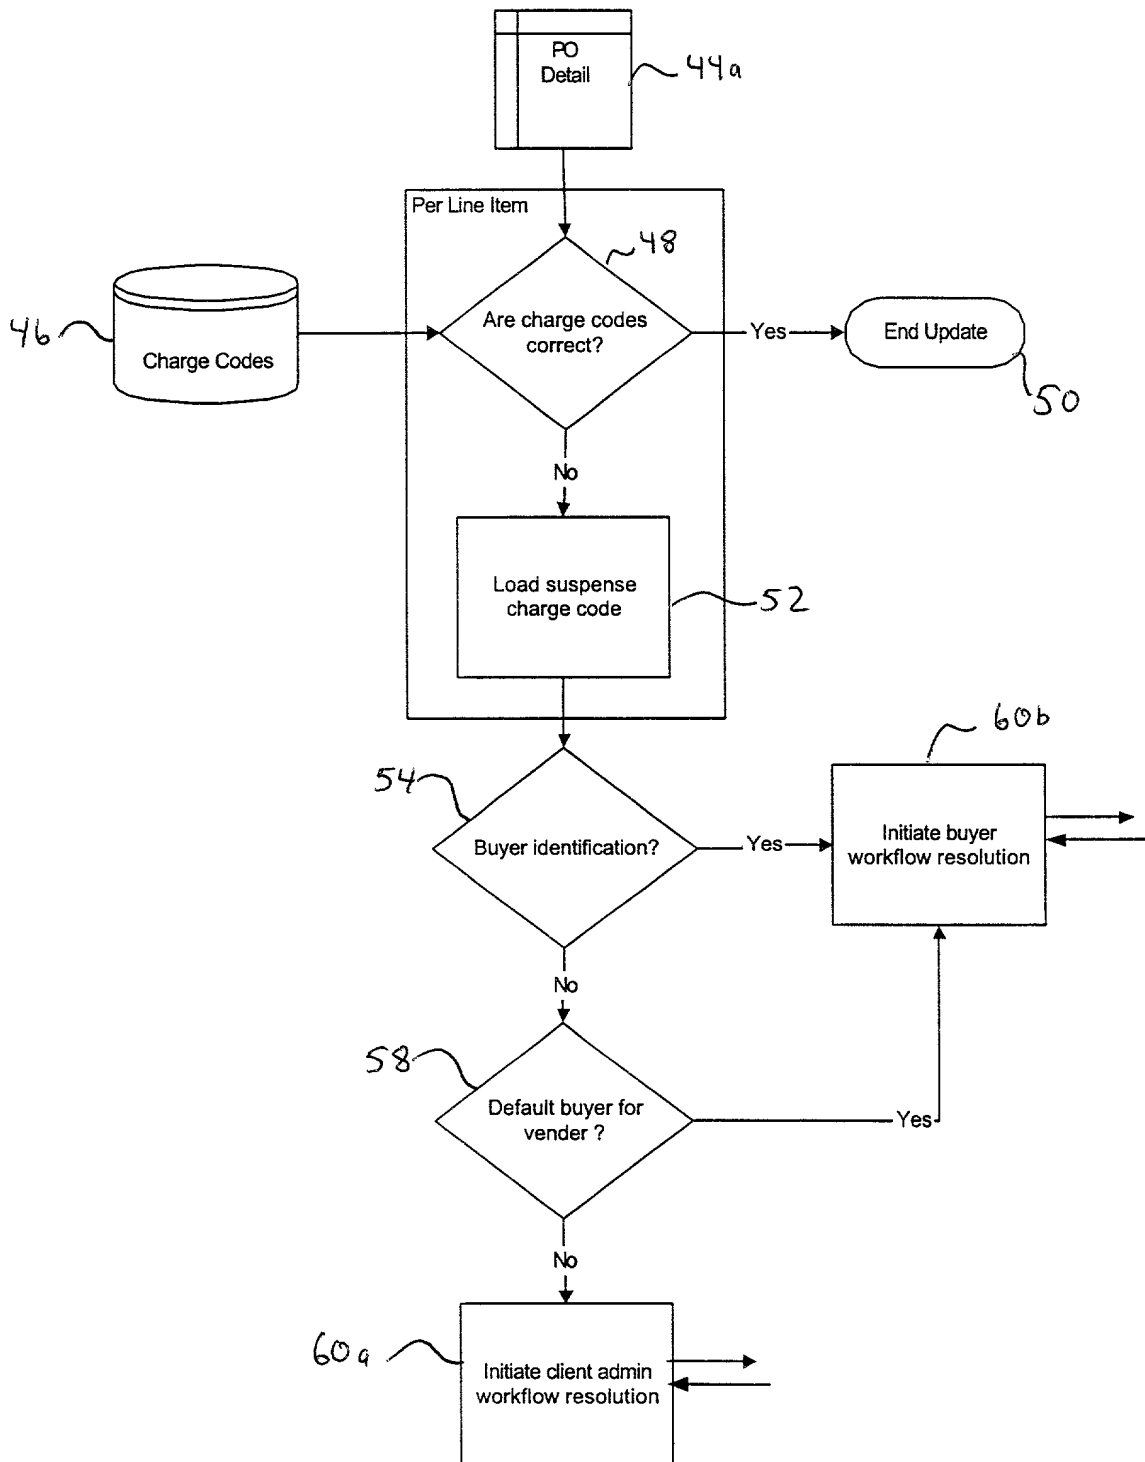 PO
Detail
44a
Per Line Item
48
46
Charge Codes
Are charge codes
correct?
Yes
End Update
50
No
Load suspense
charge code
52
60b
54
Buyer identification?
Yes
Initiate buyer
workflow resolution
No
58
Default buyer for
vender ?
Yes
No
60a
Initiate client admin
workflow resolution